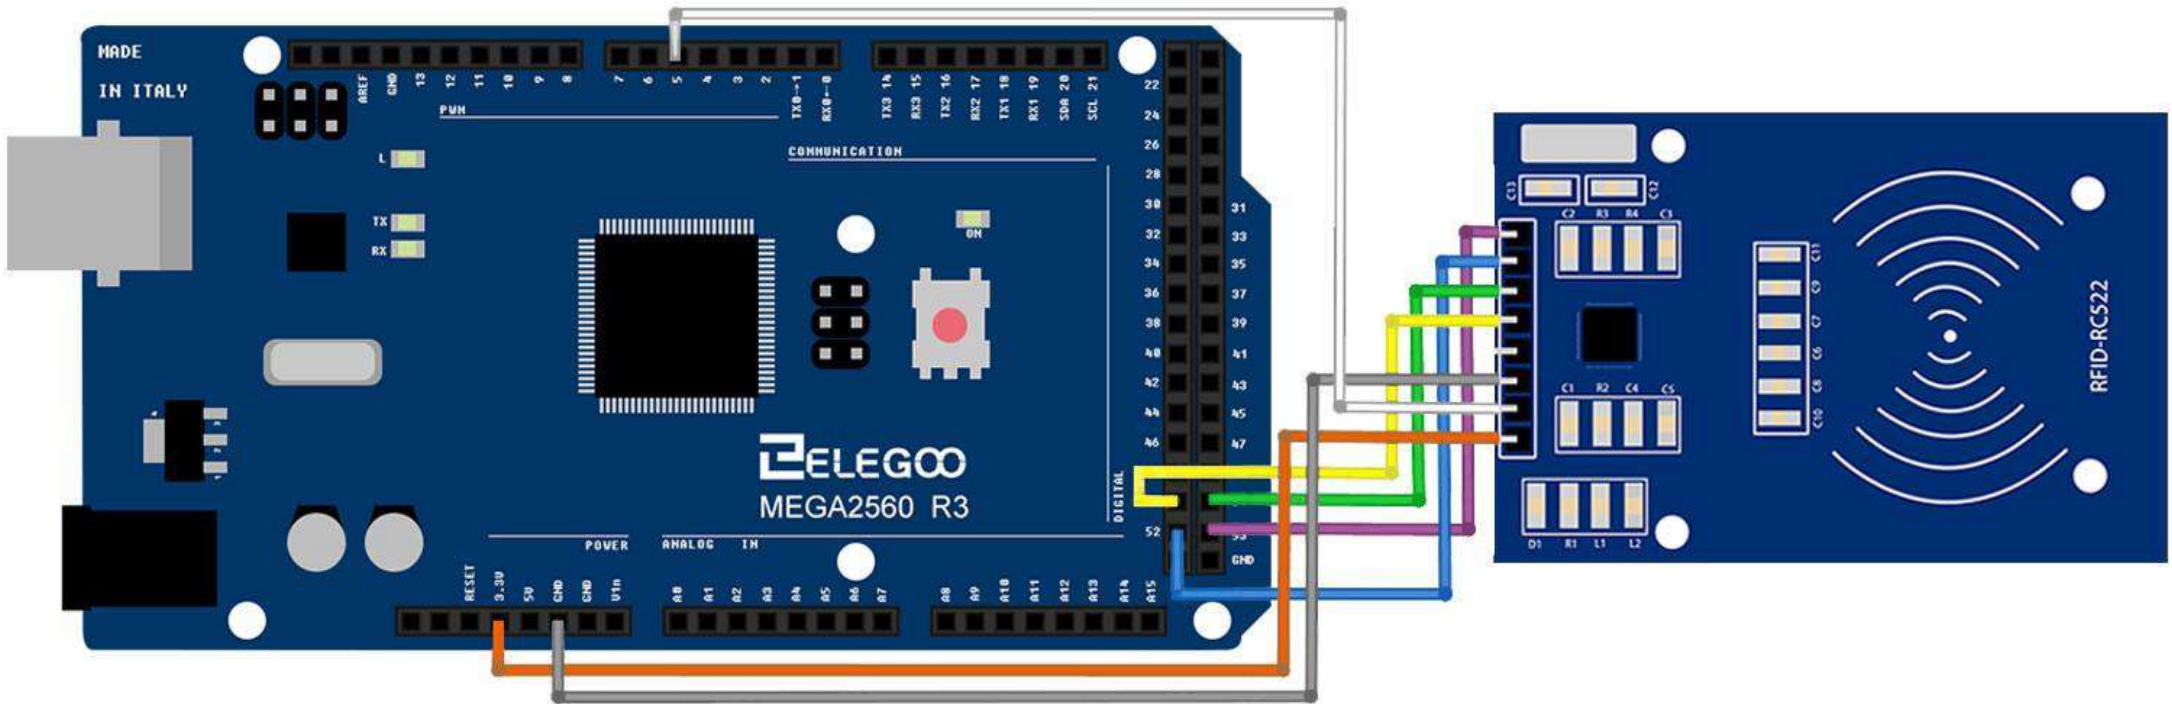 MADE
IN ITALY
AREF
GND
13
12
11
10
9
8
7
6
5
4
3
2
TX0→1
RX0←0
TX3 14
RX3 15
TX2 16
RX2 17
TX1 18
RX1 19
SDA 20
SCL 21
PWM
COMMUNICATION
L
TX
RX
ON
22
24
26
28
30
32
34
36
38
40
42
44
46
52
31
33
35
37
39
41
43
45
47
53
GND
DIGITAL
ELEGOO
MEGA2560 R3
POWER
ANALOG IN
RESET
3.3V
5V
GND
GND
Vin
A0
A1
A2
A3
A4
A5
A6
A7
A8
A9
A10
A11
A12
A13
A14
A15
C13
C12
C2 R3 R4 C3
C11
C9
C7
C6
C8
C10
C1 R2 C4 C5
D1 R1 L1 L2
RFID-RC522